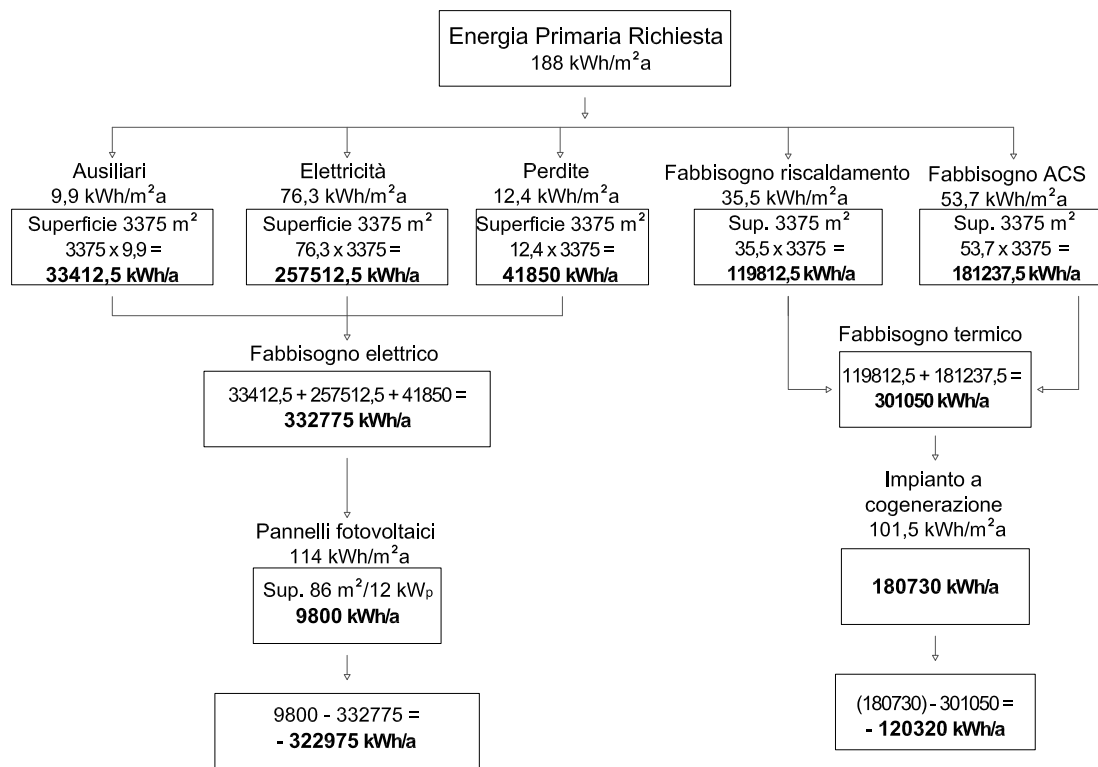 Energia Primaria Richiesta
188 kWh/m²a
Ausiliari
9,9 kWh/m²a
Superficie 3375 m²
3375 x 9,9 =
33412,5 kWh/a
Elettricità
76,3 kWh/m²a
Superficie 3375 m²
76,3 x 3375 =
257512,5 kWh/a
Perdite
12,4 kWh/m²a
Superficie 3375 m²
12,4 x 3375 =
41850 kWh/a
Fabbisogno riscaldamento
35,5 kWh/m²a
Sup. 3375 m²
35,5 x 3375 =
119812,5 kWh/a
Fabbisogno ACS
53,7 kWh/m²a
Sup. 3375 m²
53,7 x 3375 =
181237,5 kWh/a
Fabbisogno elettrico
33412,5 + 257512,5 + 41850 =
332775 kWh/a
Fabbisogno termico
119812,5 + 181237,5 =
301050 kWh/a
Pannelli fotovoltaici
114 kWh/m²a
Sup. 86 m²/12 kWₚ
9800 kWh/a
Impianto a
cogenerazione
101,5 kWh/m²a
180730 kWh/a
9800 - 332775 =
- 322975 kWh/a
(180730) - 301050 =
- 120320 kWh/a